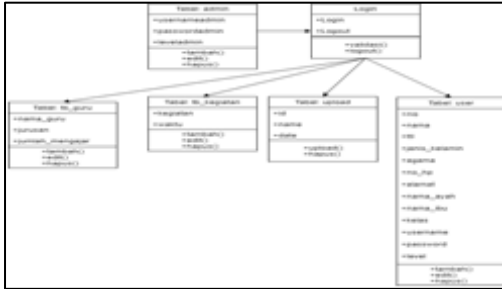 Tabel admin
+usernameadmin
+passwordadmin
+leveladmin
+tambah()
+edit()
+hapus()
Login
+Login
+Logout
+validasi()
+logout()
Tabel tb_guru
+nama_guru
+jurusan
+jumlah_mengajar
+tambah()
+edit()
+hapus()
Tabel tb_kegiatan
+kegiatan
+waktu
+tambah()
+edit()
+hapus()
Tabel upload
+id
+nama
+date
+upload()
+hapus()
Tabel user
+nis
+nama
+ttl
+jenis_kelamin
+agama
+no_hp
+alamat
+nama_ayah
+nama_ibu
+kelas
+username
+password
+level
+tambah()
+edit()
+hapus()